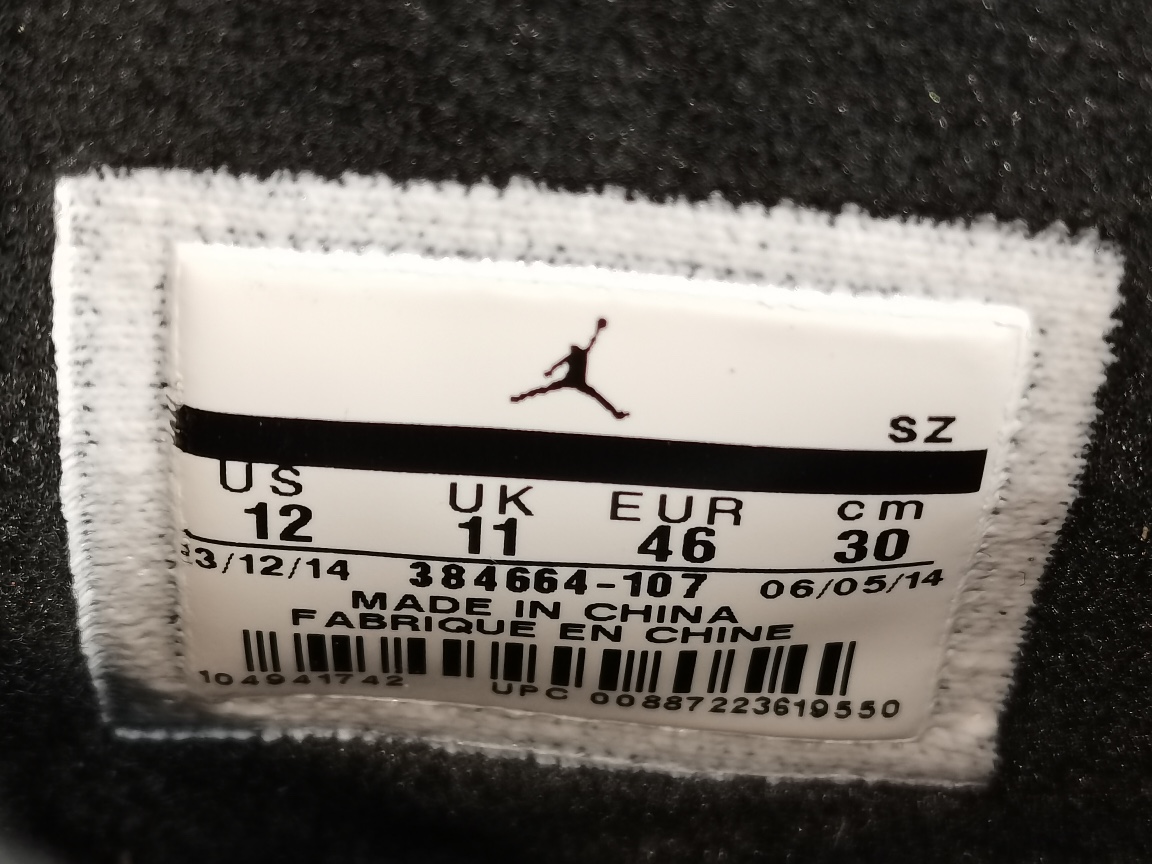 SZ
US UK EUR cm
12 11 46 30
3/12/14 384664-107 06/05/14
MADE IN CHINA
FABRIQUE EN CHINE
104941742 UPC 00887223619550